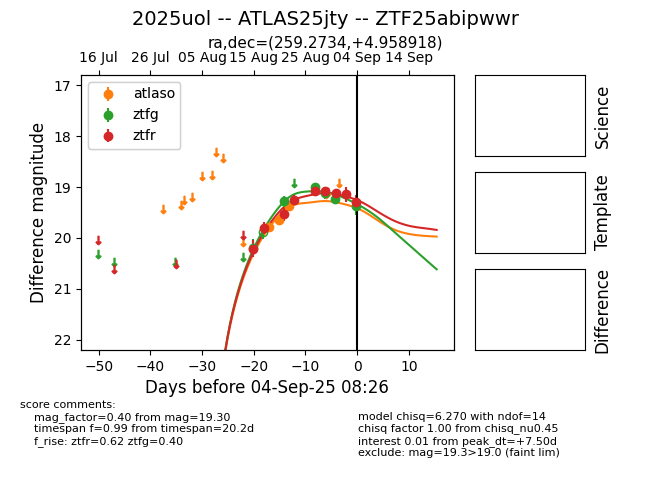 2025uol -- ATLAS25jty -- ZTF25abipwwr
ra,dec=(259.2734,+4.958918)
16 Jul 26 Jul 05 Aug 15 Aug 25 Aug 04 Sep 14 Sep
atlaso
ztfg
ztfr
17
18
19
20
21
22
Difference magnitude
−50 −40 −30 −20 −10 0 10
Days before 04-Sep-25 08:26
Science
Template
Difference
score comments:
mag_factor=0.40 from mag=19.30
timespan f=0.99 from timespan=20.2d
f_rise: ztfr=0.62 ztfg=0.40
model chisq=6.270 with ndof=14
chisq factor 1.00 from chisq_nu0.45
interest 0.01 from peak_dt=+7.50d
exclude: mag=19.3>19.0 (faint lim)